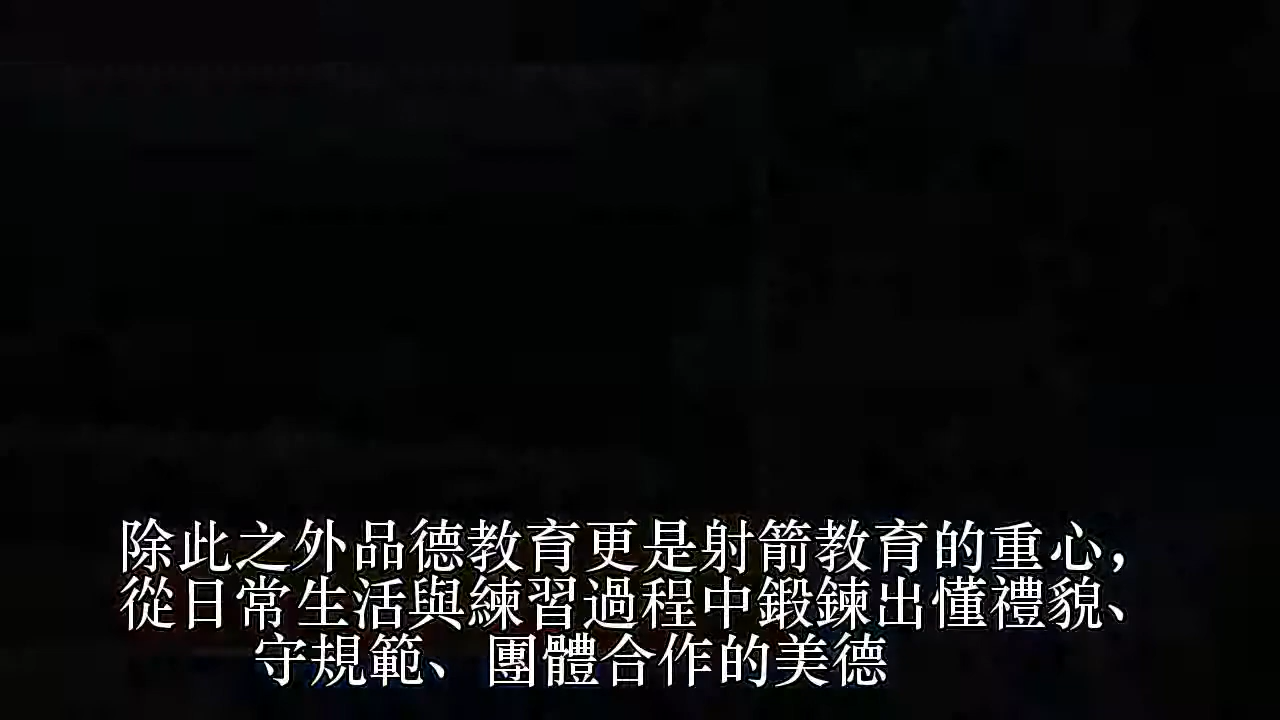 除此之外品德教育更是射箭教育的重心，
從日常生活與練習過程中鍛鍊出懂禮貌、
守規範、團體合作的美德